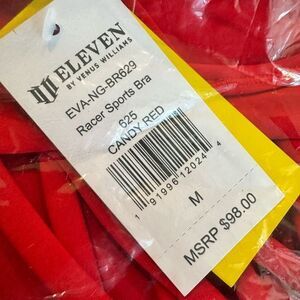 ELEVEN
BY VENUS WILLIAMS
EVA-NG-BR629
Racer Sports Bra
625
CANDY RED
1 91996 12024 4
M
MSRP $98.00